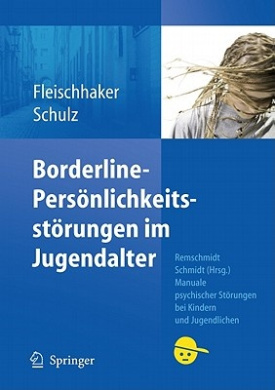 Fleischhaker
Schulz
Borderline-
Persönlichkeits-
störungen im
Jugendalter
Remschmidt
Schmidt (Hrsg.)
Manuale
psychischer Störungen
bei Kindern
und Jugendlichen
Springer